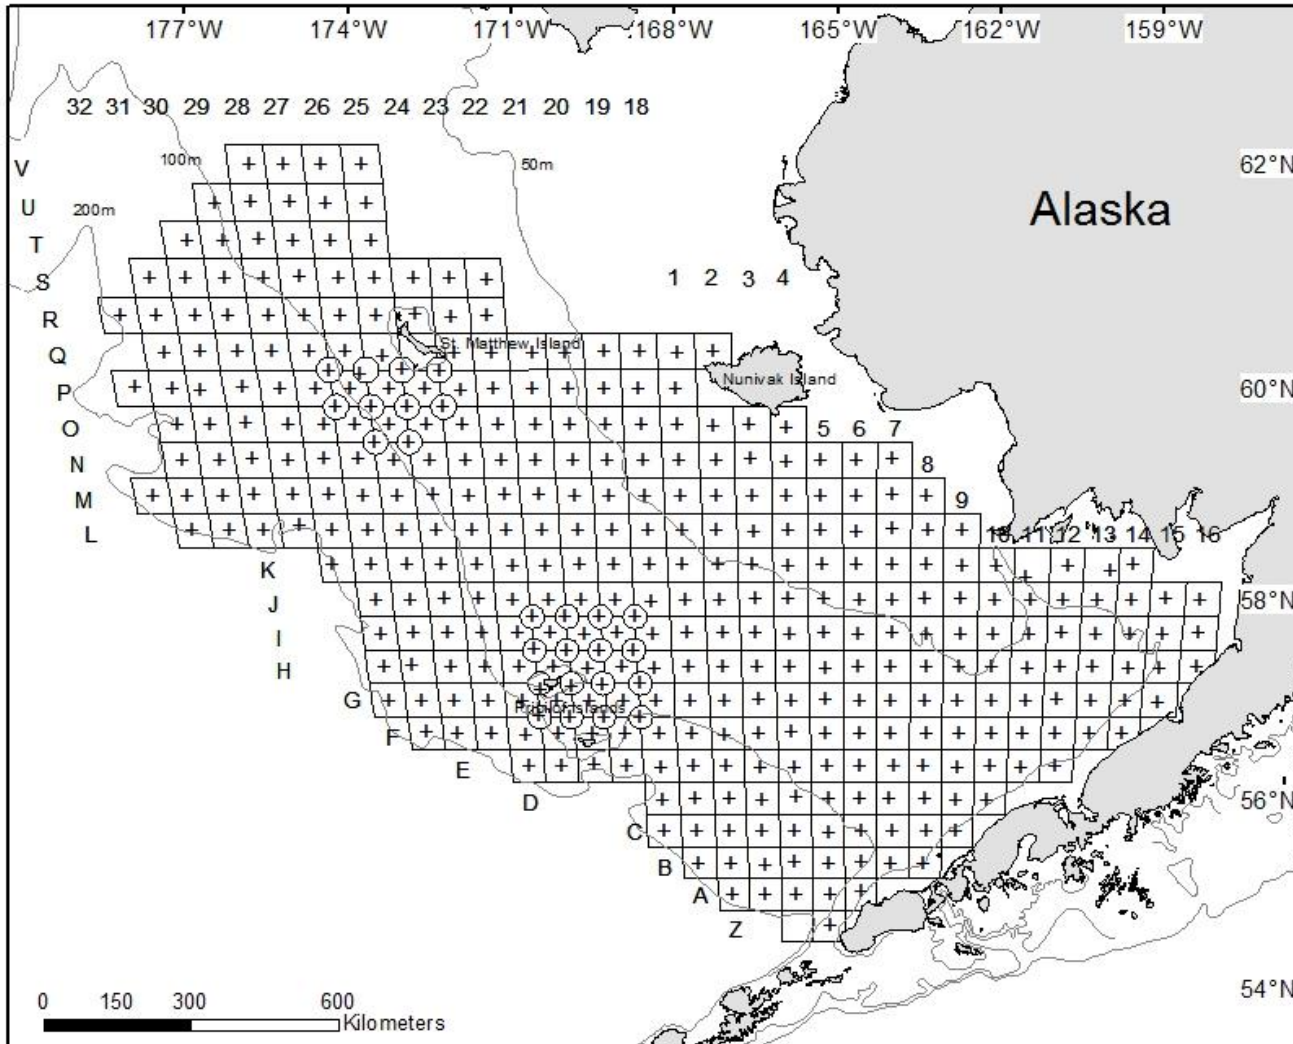 177°W 174°W 171°W 168°W 165°W 162°W 159°W
32 31 30 29 28 27 26 25 24 23 22 21 20 19 18
100m
50m
62°N
V
200m
U
Alaska
T
S
1 2 3 4
R
St. Matthew Island
Q
Nunivak Island
P
60°N
O
5 6 7
N
8
M
9
L
10 11 12 13 14 15 16
K
J
58°N
I
H
G
Pribilof Islands
F
E
D
56°N
C
B
A
Z
54°N
0 150 300 600
Kilometers